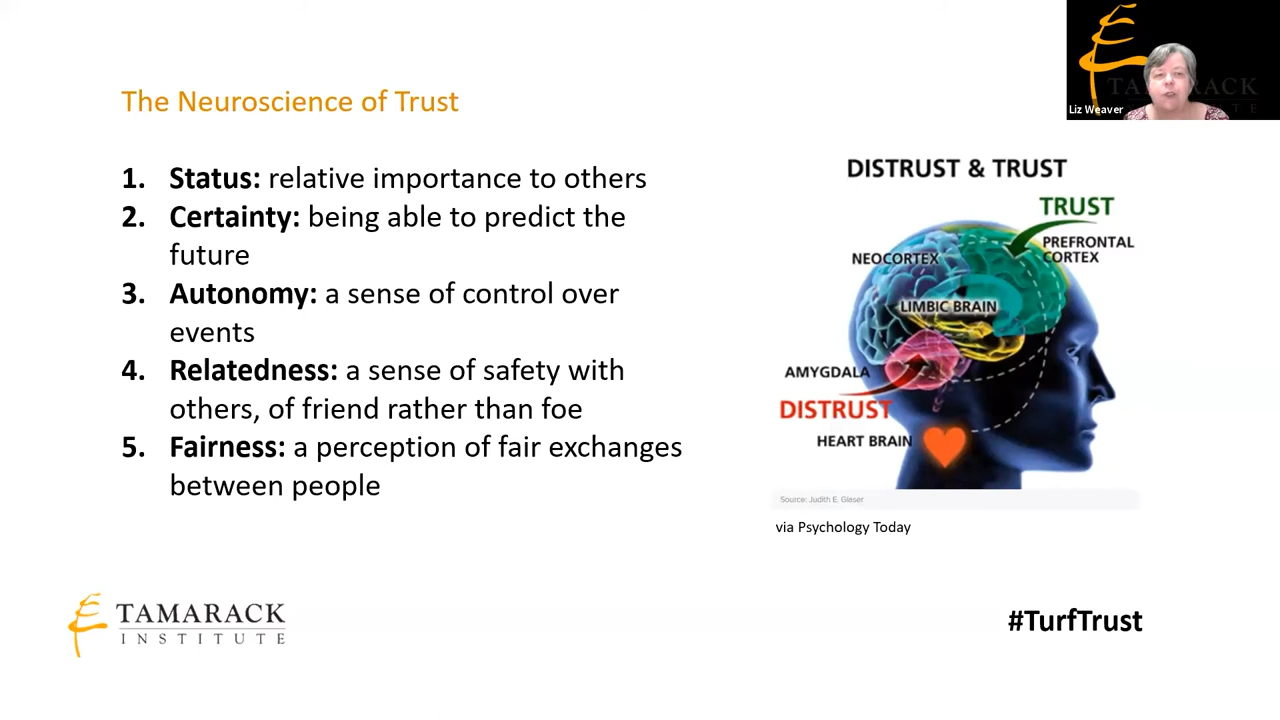 The Neuroscience of Trust
1. Status: relative importance to others
2. Certainty: being able to predict the
future
3. Autonomy: a sense of control over
events
4. Relatedness: a sense of safety with
others, of friend rather than foe
5. Fairness: a perception of fair exchanges
between people
DISTRUST & TRUST
TRUST
PREFRONTAL
CORTEX
NEOCORTEX
LIMBIC BRAIN
AMYGDALA
DISTRUST
HEART BRAIN
Source: Judith E. Glaser
via Psychology Today
TAMARACK
INSTITUTE
#TurfTrust
Liz Weaver